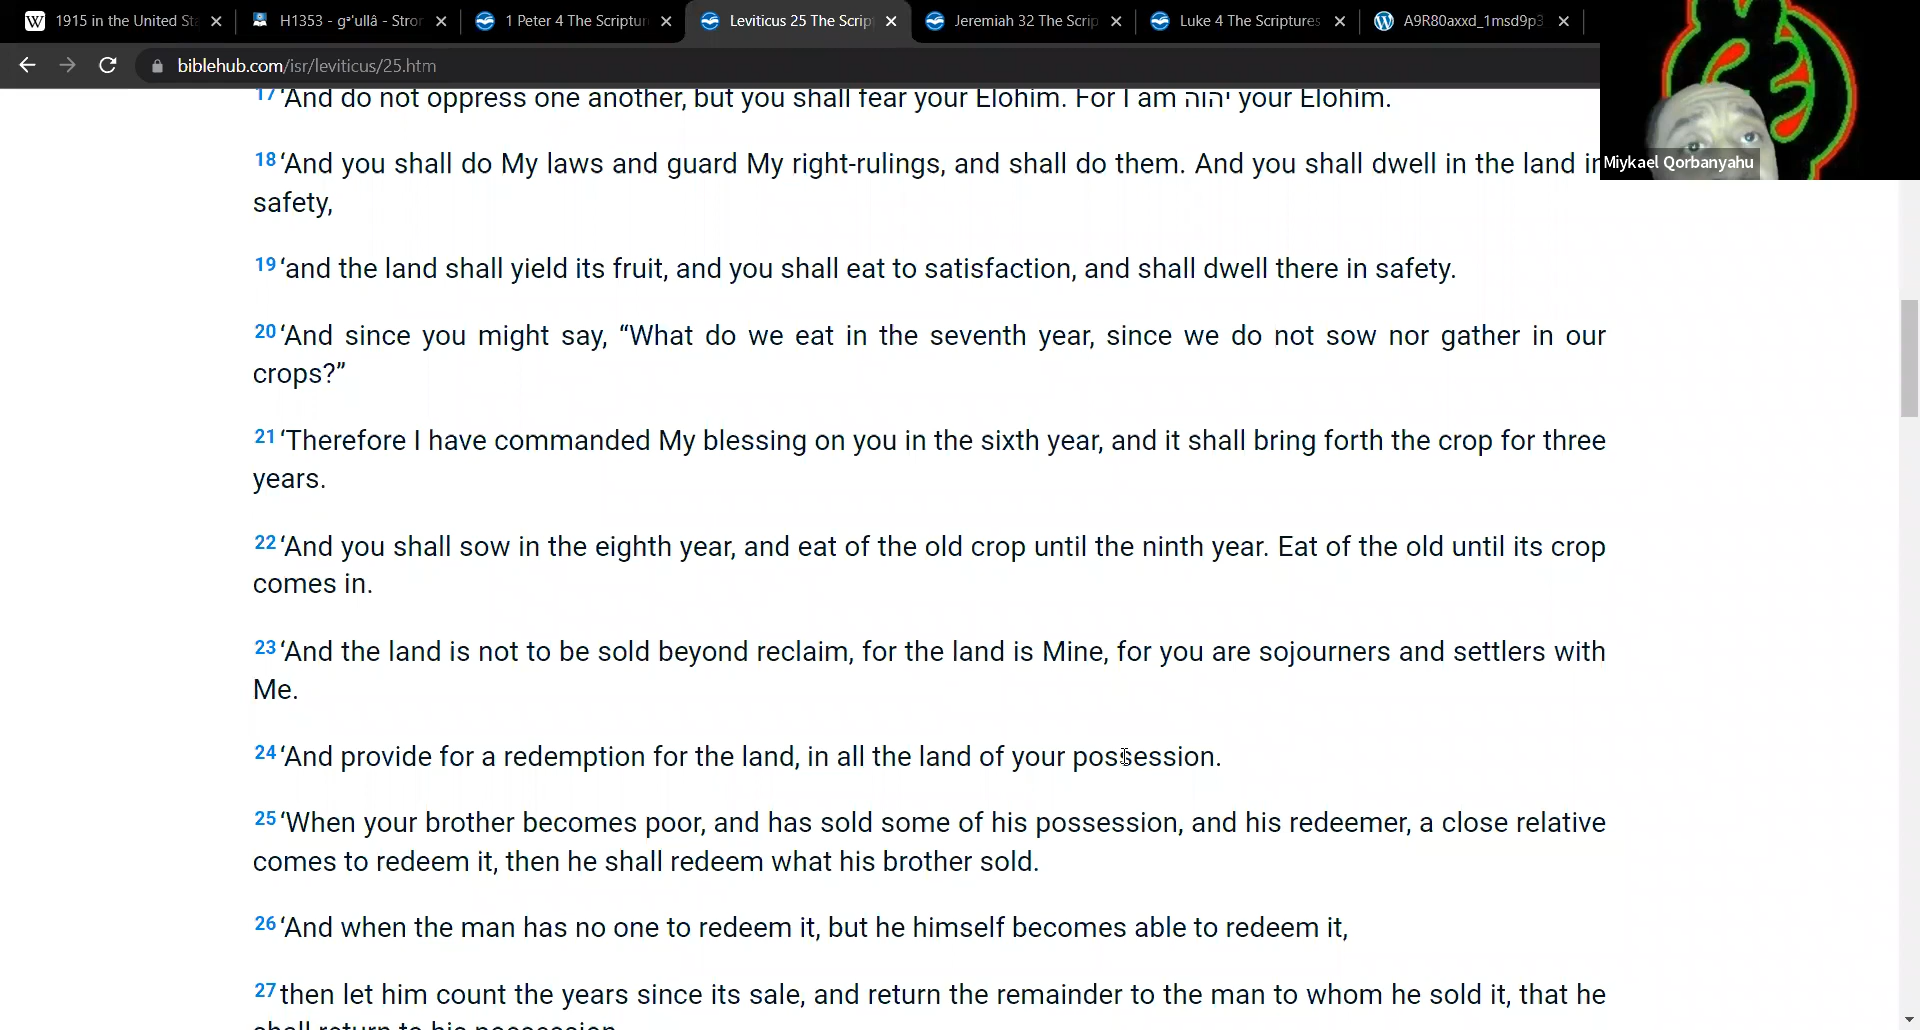 1915 in the United St
H1353 - gᵊ'ullâ - Stron
1 Peter 4 The Scriptur
Leviticus 25 The Scrip
Jeremiah 32 The Scrip
Luke 4 The Scriptures
A9R80axxd_1msd9p3
biblehub.com/isr/leviticus/25.htm
17 ‘And do not oppress one another, but you shall fear your Elohim. For I am יהוה your Elohim.
18 ‘And you shall do My laws and guard My right-rulings, and shall do them. And you shall dwell in the land in
Miykael Qorbanyahu
safety,
19 ‘and the land shall yield its fruit, and you shall eat to satisfaction, and shall dwell there in safety.
20 ‘And since you might say, “What do we eat in the seventh year, since we do not sow nor gather in our
crops?”
21 ‘Therefore I have commanded My blessing on you in the sixth year, and it shall bring forth the crop for three
years.
22 ‘And you shall sow in the eighth year, and eat of the old crop until the ninth year. Eat of the old until its crop
comes in.
23 ‘And the land is not to be sold beyond reclaim, for the land is Mine, for you are sojourners and settlers with
Me.
24 ‘And provide for a redemption for the land, in all the land of your possession.
25 ‘When your brother becomes poor, and has sold some of his possession, and his redeemer, a close relative
comes to redeem it, then he shall redeem what his brother sold.
26 ‘And when the man has no one to redeem it, but he himself becomes able to redeem it,
27 then let him count the years since its sale, and return the remainder to the man to whom he sold it, that he
shall return to his possession.